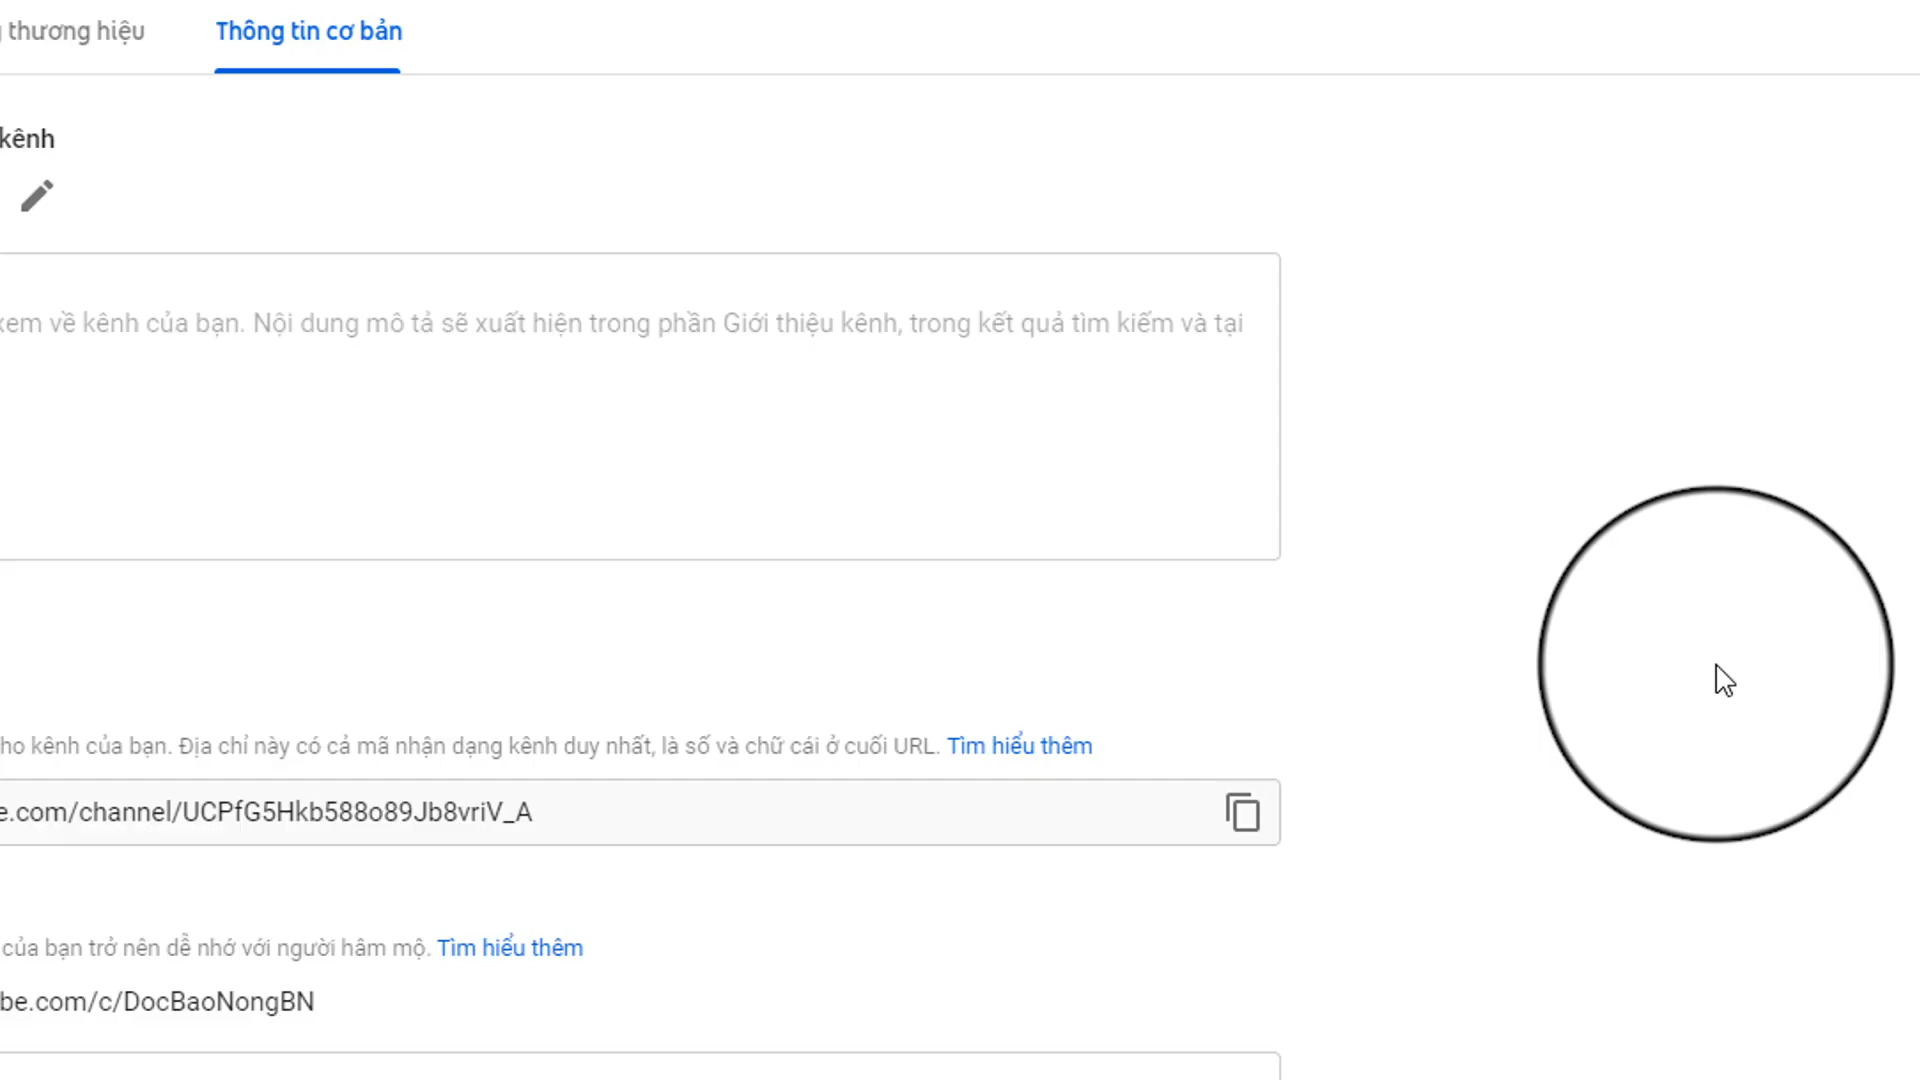 thương hiệu Thông tin cơ bản
kênh
xem về kênh của bạn. Nội dung mô tả sẽ xuất hiện trong phần Giới thiệu kênh, trong kết quả tìm kiếm và tại
ho kênh của bạn. Địa chỉ này có cả mã nhận dạng kênh duy nhất, là số và chữ cái ở cuối URL. Tìm hiểu thêm
e.com/channel/UCPfG5Hkb588o89Jb8vriV_A
của bạn trở nên dễ nhớ với người hâm mộ. Tìm hiểu thêm
be.com/c/DocBaoNongBN